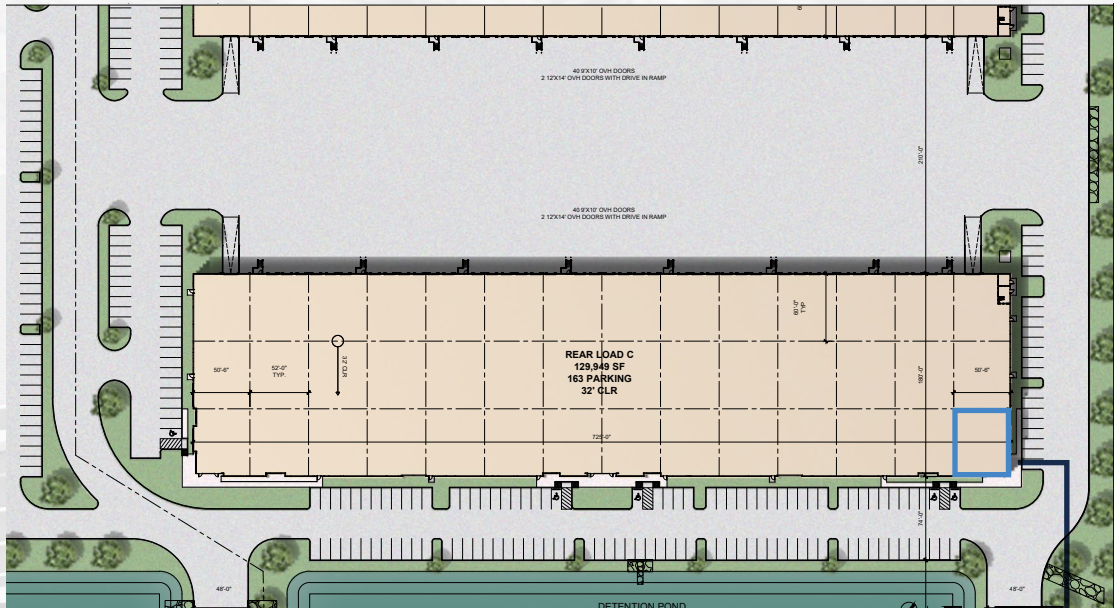 40 9'X10' OVH DOORS
2 12'X14' OVH DOORS WITH DRIVE IN RAMP
210'-0"
40 9'X10' OVH DOORS
2 12'X14' OVH DOORS WITH DRIVE IN RAMP
60'-0"
TYP
REAR LOAD C
129,949 SF
163 PARKING
32' CLR
32' CLR
50'-6"
52'-0"
TYP.
180'-0"
50'-6"
725'-0"
74'-0"
48'-0"
48'-0"
DETENTION POND